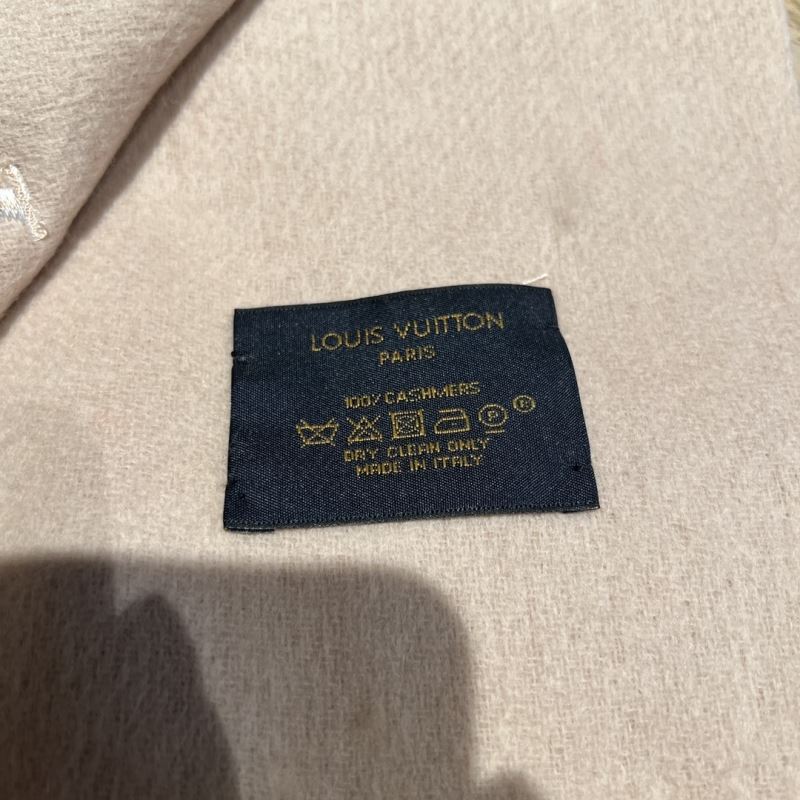 LOUIS VUITTON
PARIS
100% CASHMERS
P ®
DRY CLEAN ONLY
MADE IN ITALY